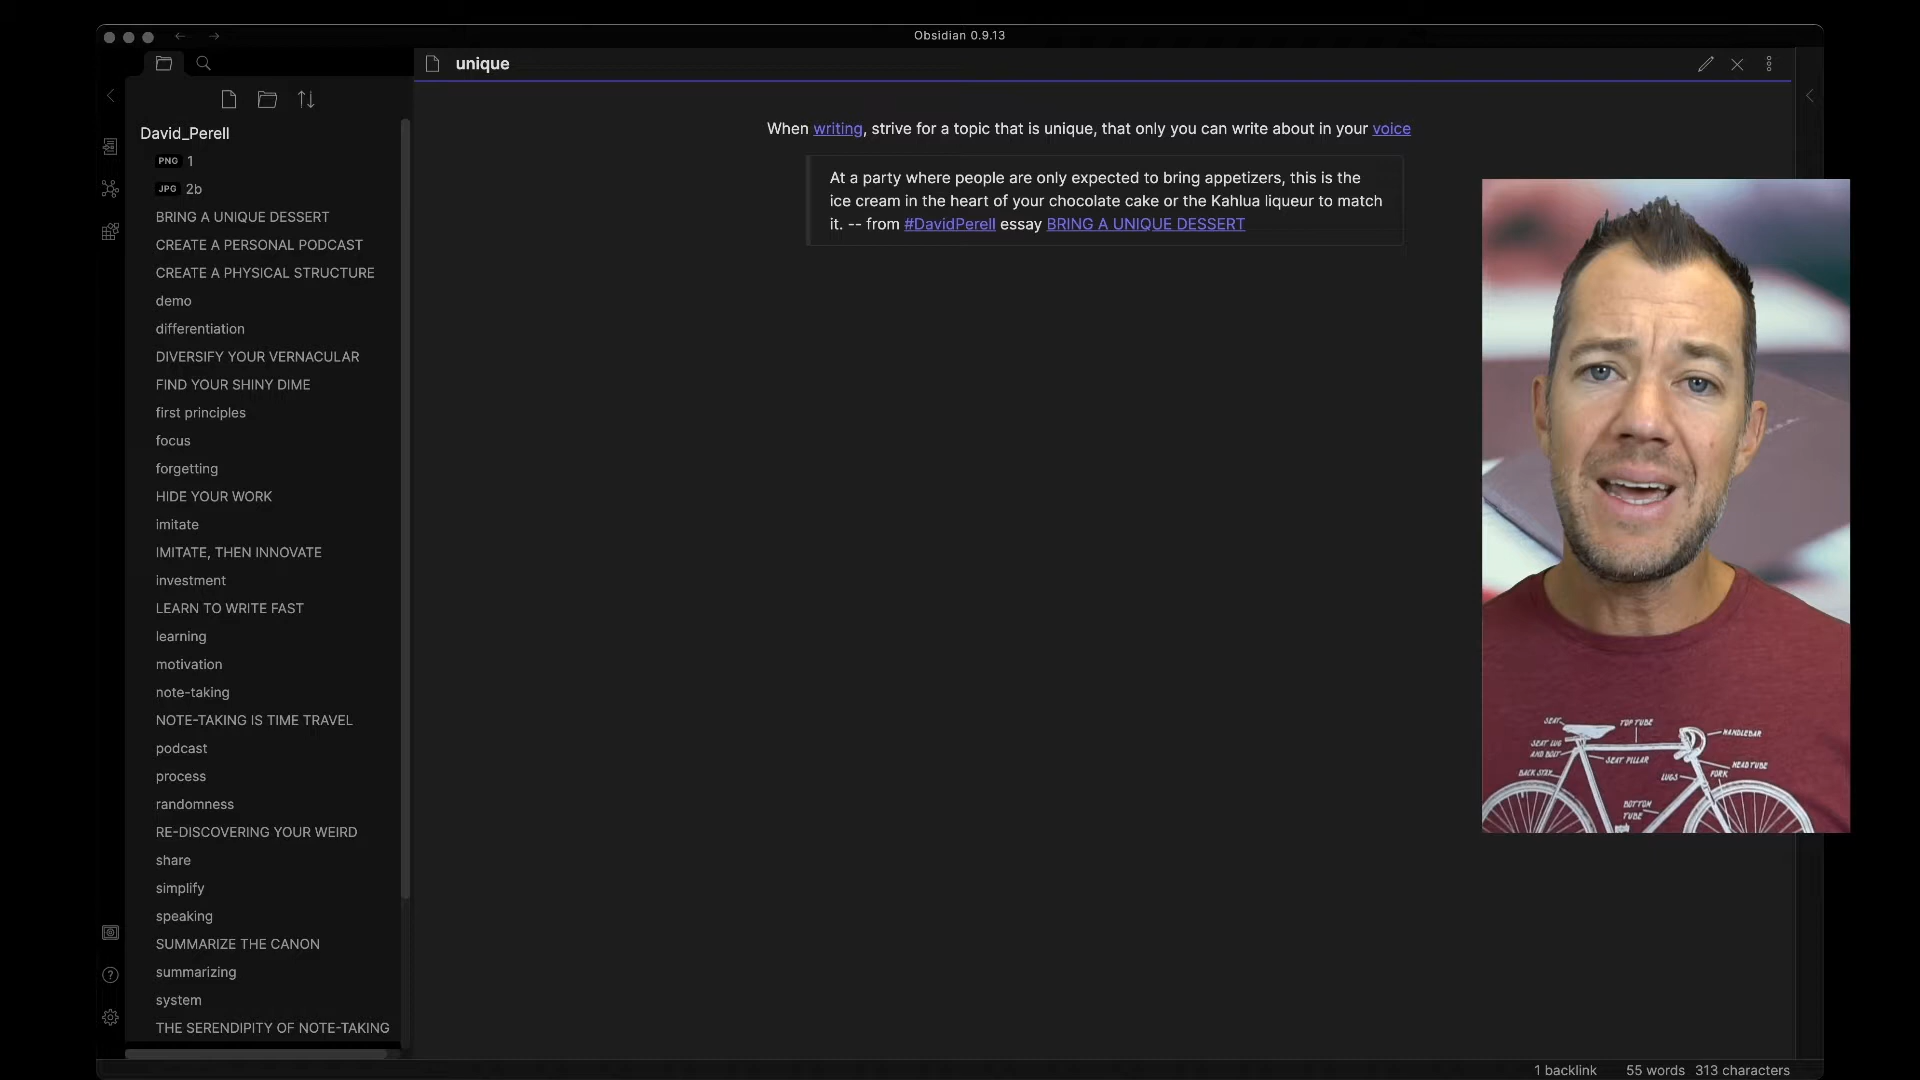 Obsidian 0.9.13
unique
David_Perell
PNG 1
JPG 2b
BRING A UNIQUE DESSERT
CREATE A PERSONAL PODCAST
CREATE A PHYSICAL STRUCTURE
demo
differentiation
DIVERSIFY YOUR VERNACULAR
FIND YOUR SHINY DIME
first principles
focus
forgetting
HIDE YOUR WORK
imitate
IMITATE, THEN INNOVATE
investment
LEARN TO WRITE FAST
learning
motivation
note-taking
NOTE-TAKING IS TIME TRAVEL
podcast
process
randomness
RE-DISCOVERING YOUR WEIRD
share
simplify
speaking
SUMMARIZE THE CANON
summarizing
system
THE SERENDIPITY OF NOTE-TAKING
When writing, strive for a topic that is unique, that only you can write about in your voice
At a party where people are only expected to bring appetizers, this is the
ice cream in the heart of your chocolate cake or the Kahlua liqueur to match
it. -- from #DavidPerell essay BRING A UNIQUE DESSERT
SEAT
TOP TUBE
HANDLEBAR
SEAT LUG
AND BOLT
SEAT PILLAR
HEAD TUBE
BACK STAY
LUGS
FORK
BOTTOM
TUBE
1 backlink 55 words 313 characters